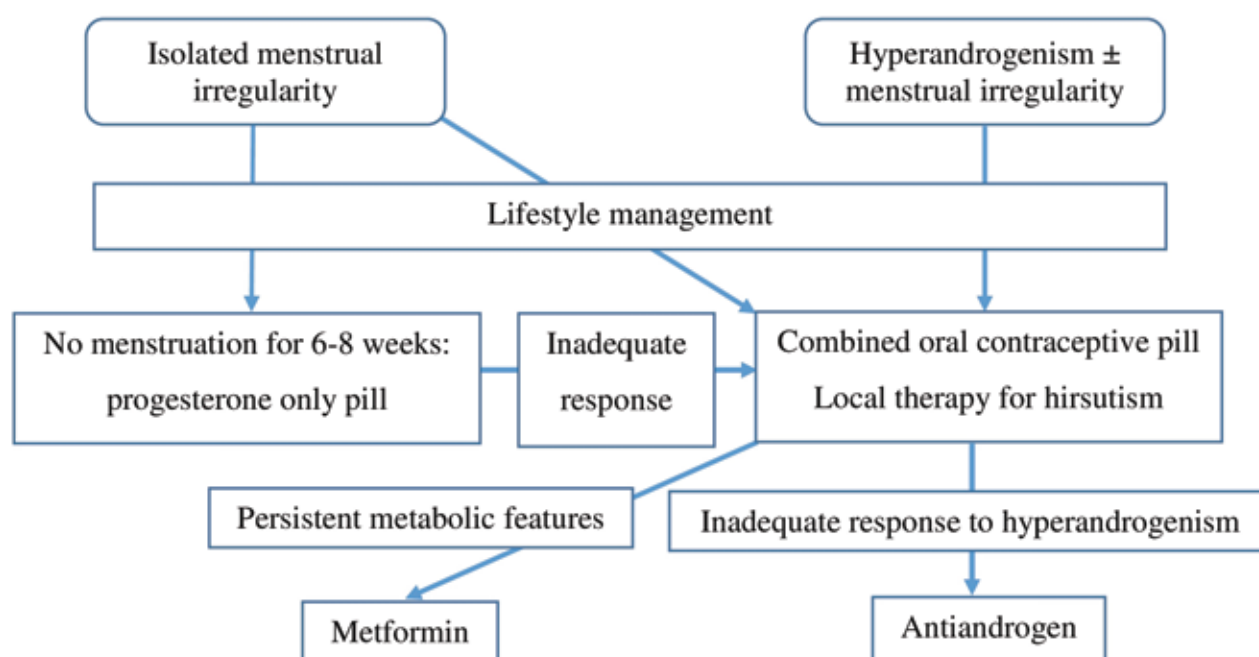 Isolated menstrual
irregularity
Hyperandrogenism ±
menstrual irregularity
Lifestyle management
No menstruation for 6-8 weeks:
progesterone only pill
Inadequate
response
Combined oral contraceptive pill
Local therapy for hirsutism
Persistent metabolic features
Inadequate response to hyperandrogenism
Metformin
Antiandrogen